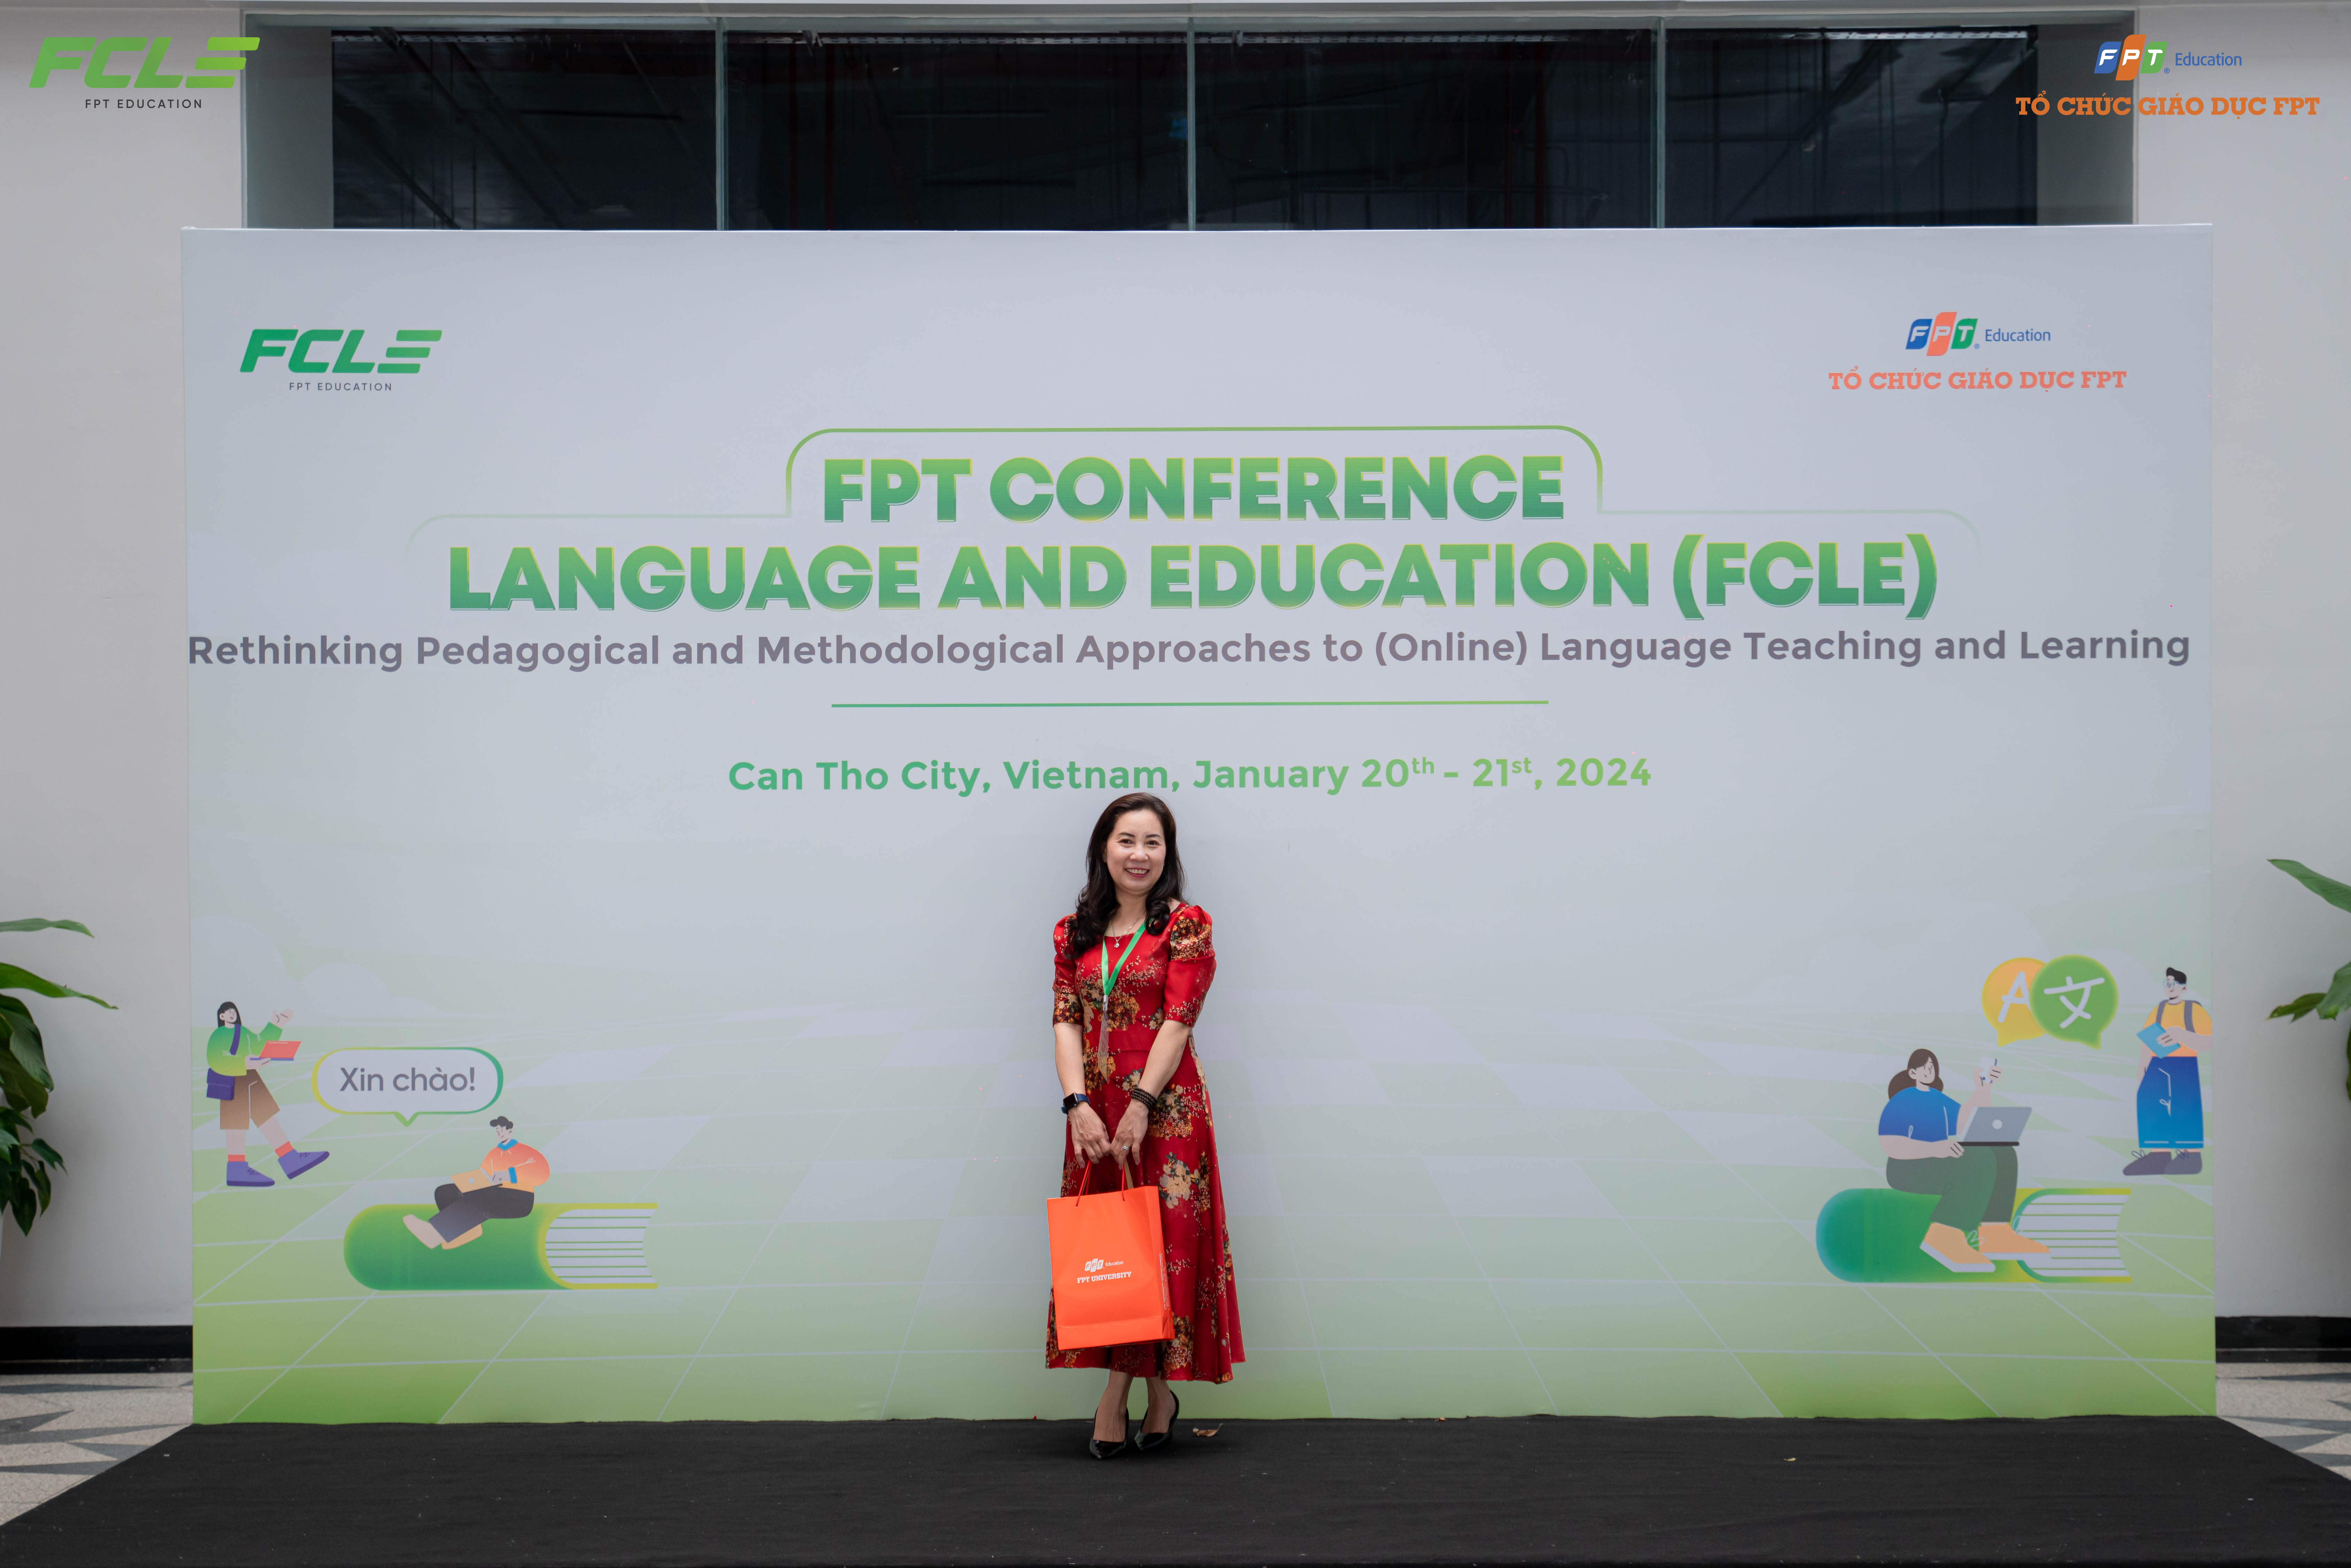 FCLE
FPT EDUCATION
FPT Education
TỔ CHỨC GIÁO DỤC FPT
FCLE
FPT EDUCATION
FPT Education
TỔ CHỨC GIÁO DỤC FPT
FPT CONFERENCE
LANGUAGE AND EDUCATION (FCLE)
Rethinking Pedagogical and Methodological Approaches to (Online) Language Teaching and Learning
Can Tho City, Vietnam, January 20th - 21st, 2024
A 文
Xin chào!
FPT Education
FPT UNIVERSITY